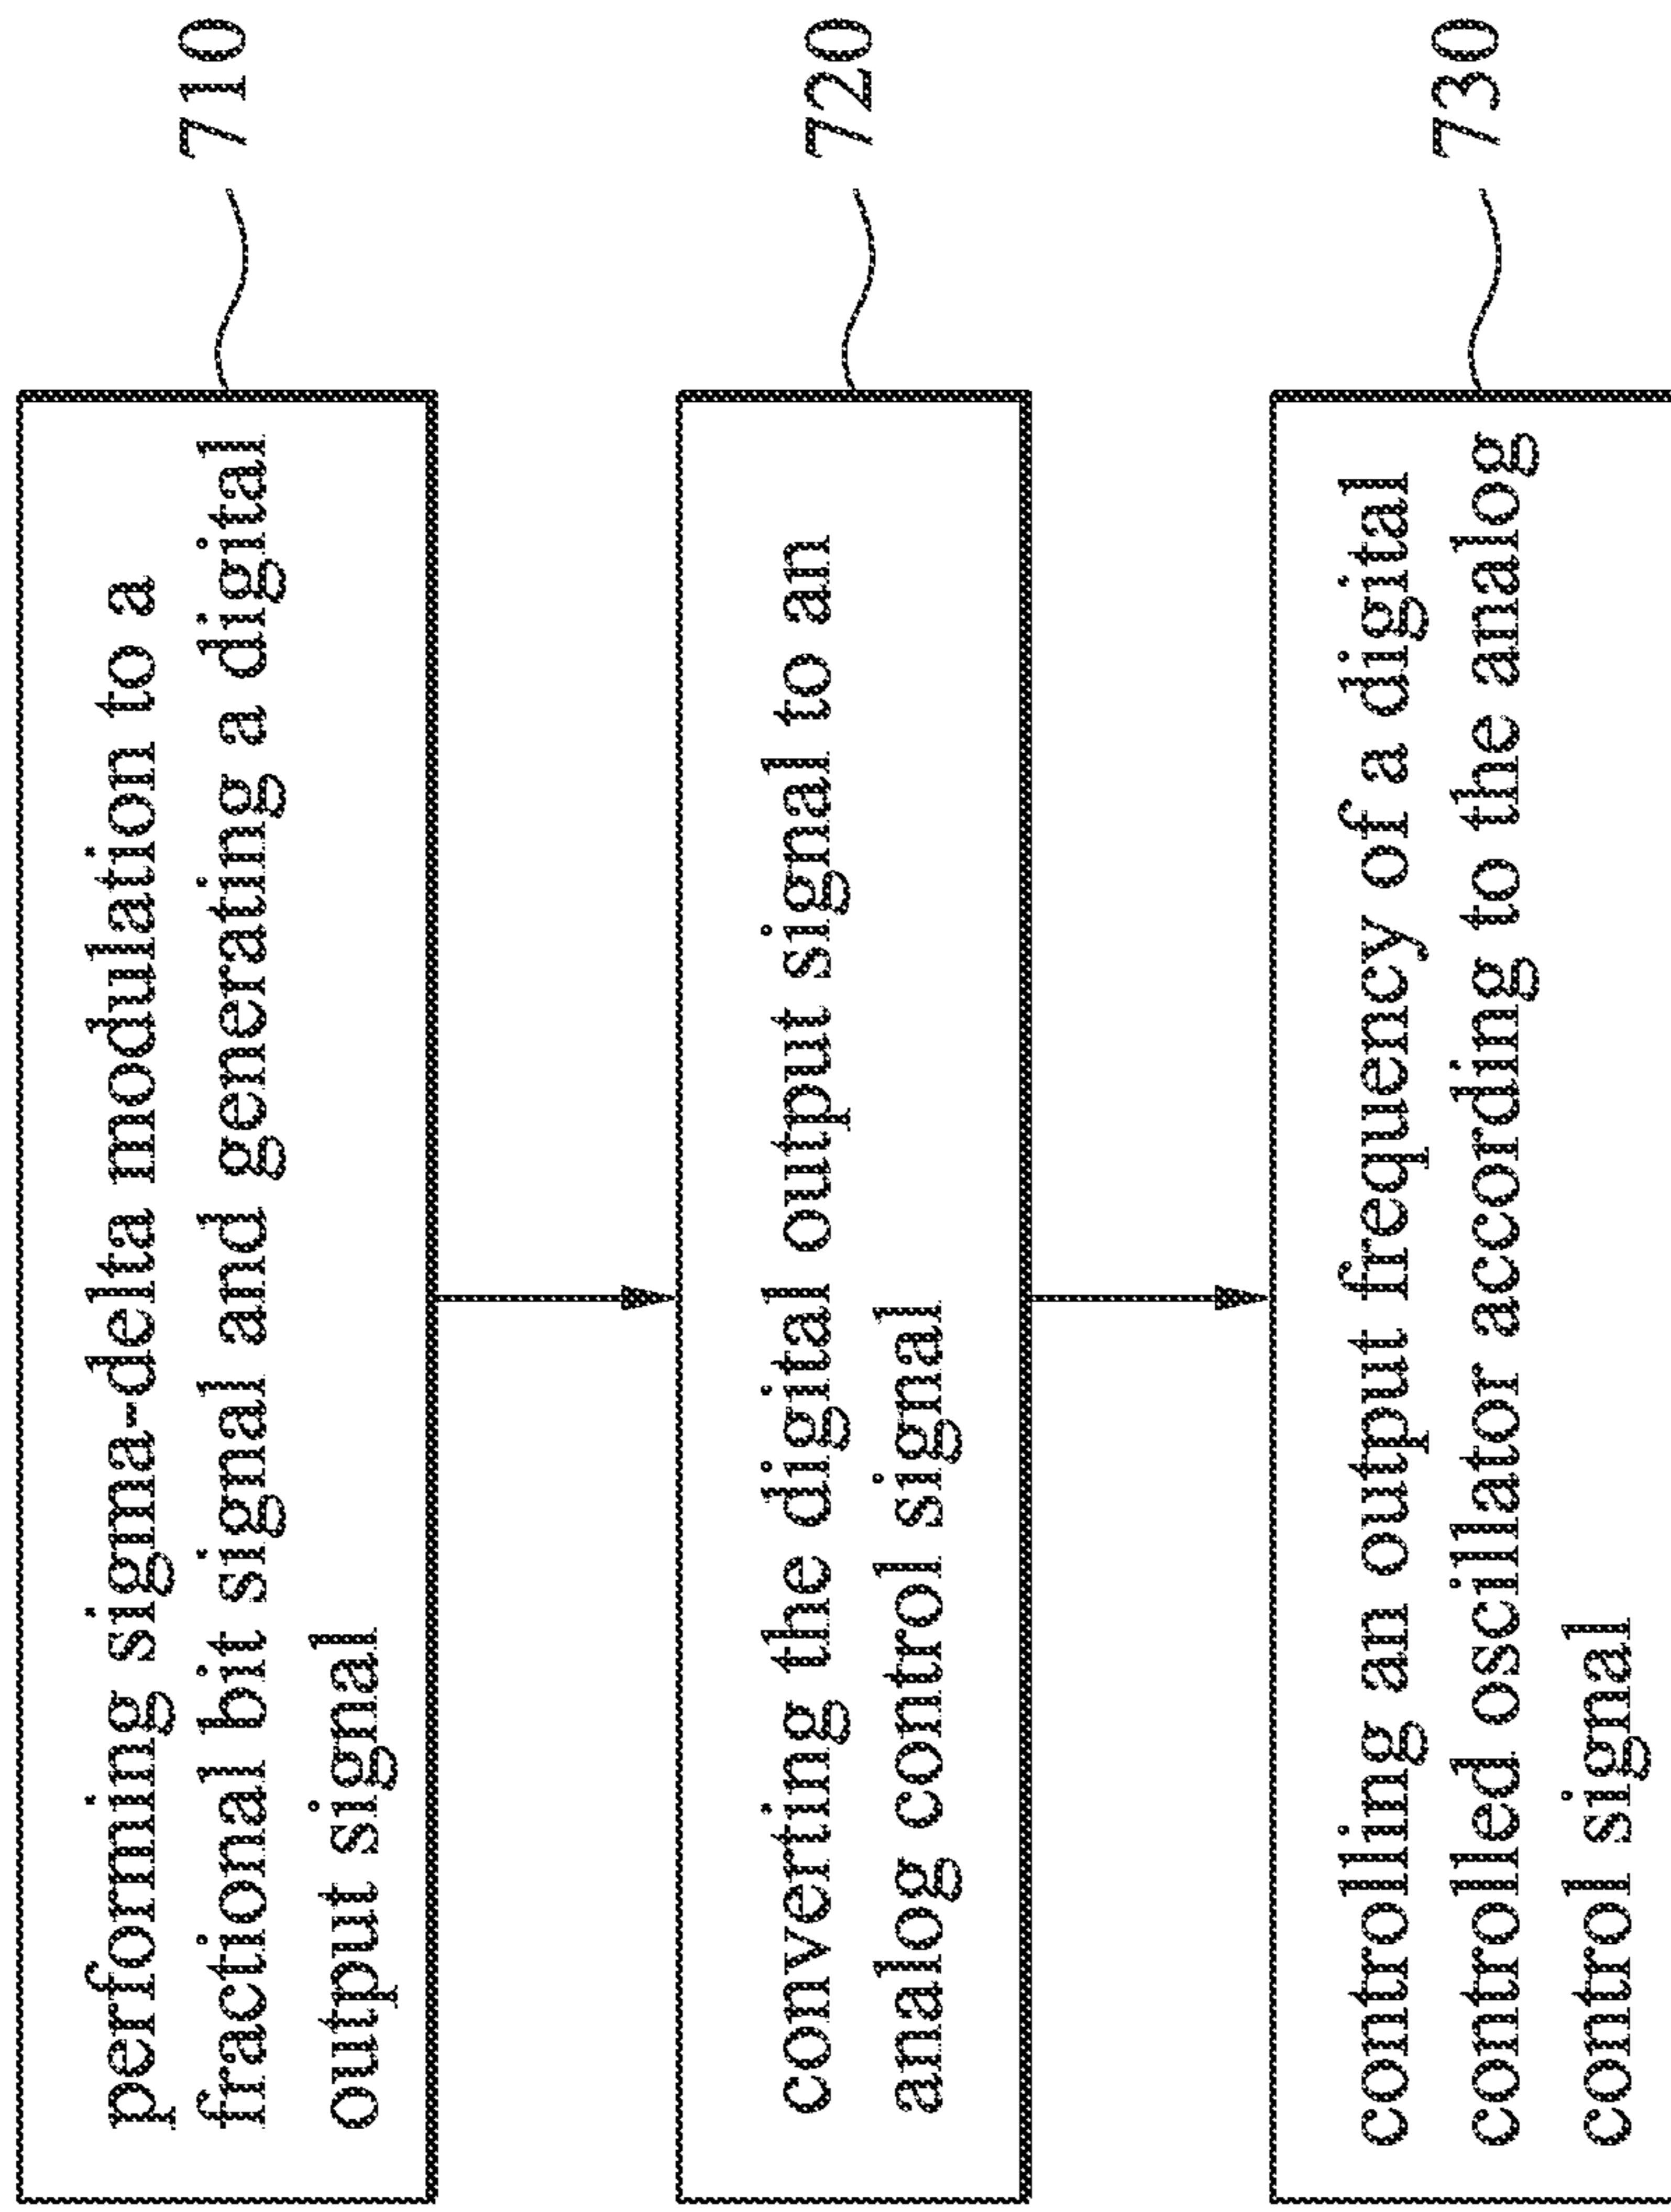 performing sigma-delta modulation to a
fractional bit signal and generating a digital
output signal
710
converting the digital output signal to an
analog control signal
720
controlling an output frequency of a digital
controlled oscillator according to the analog
control signal
730